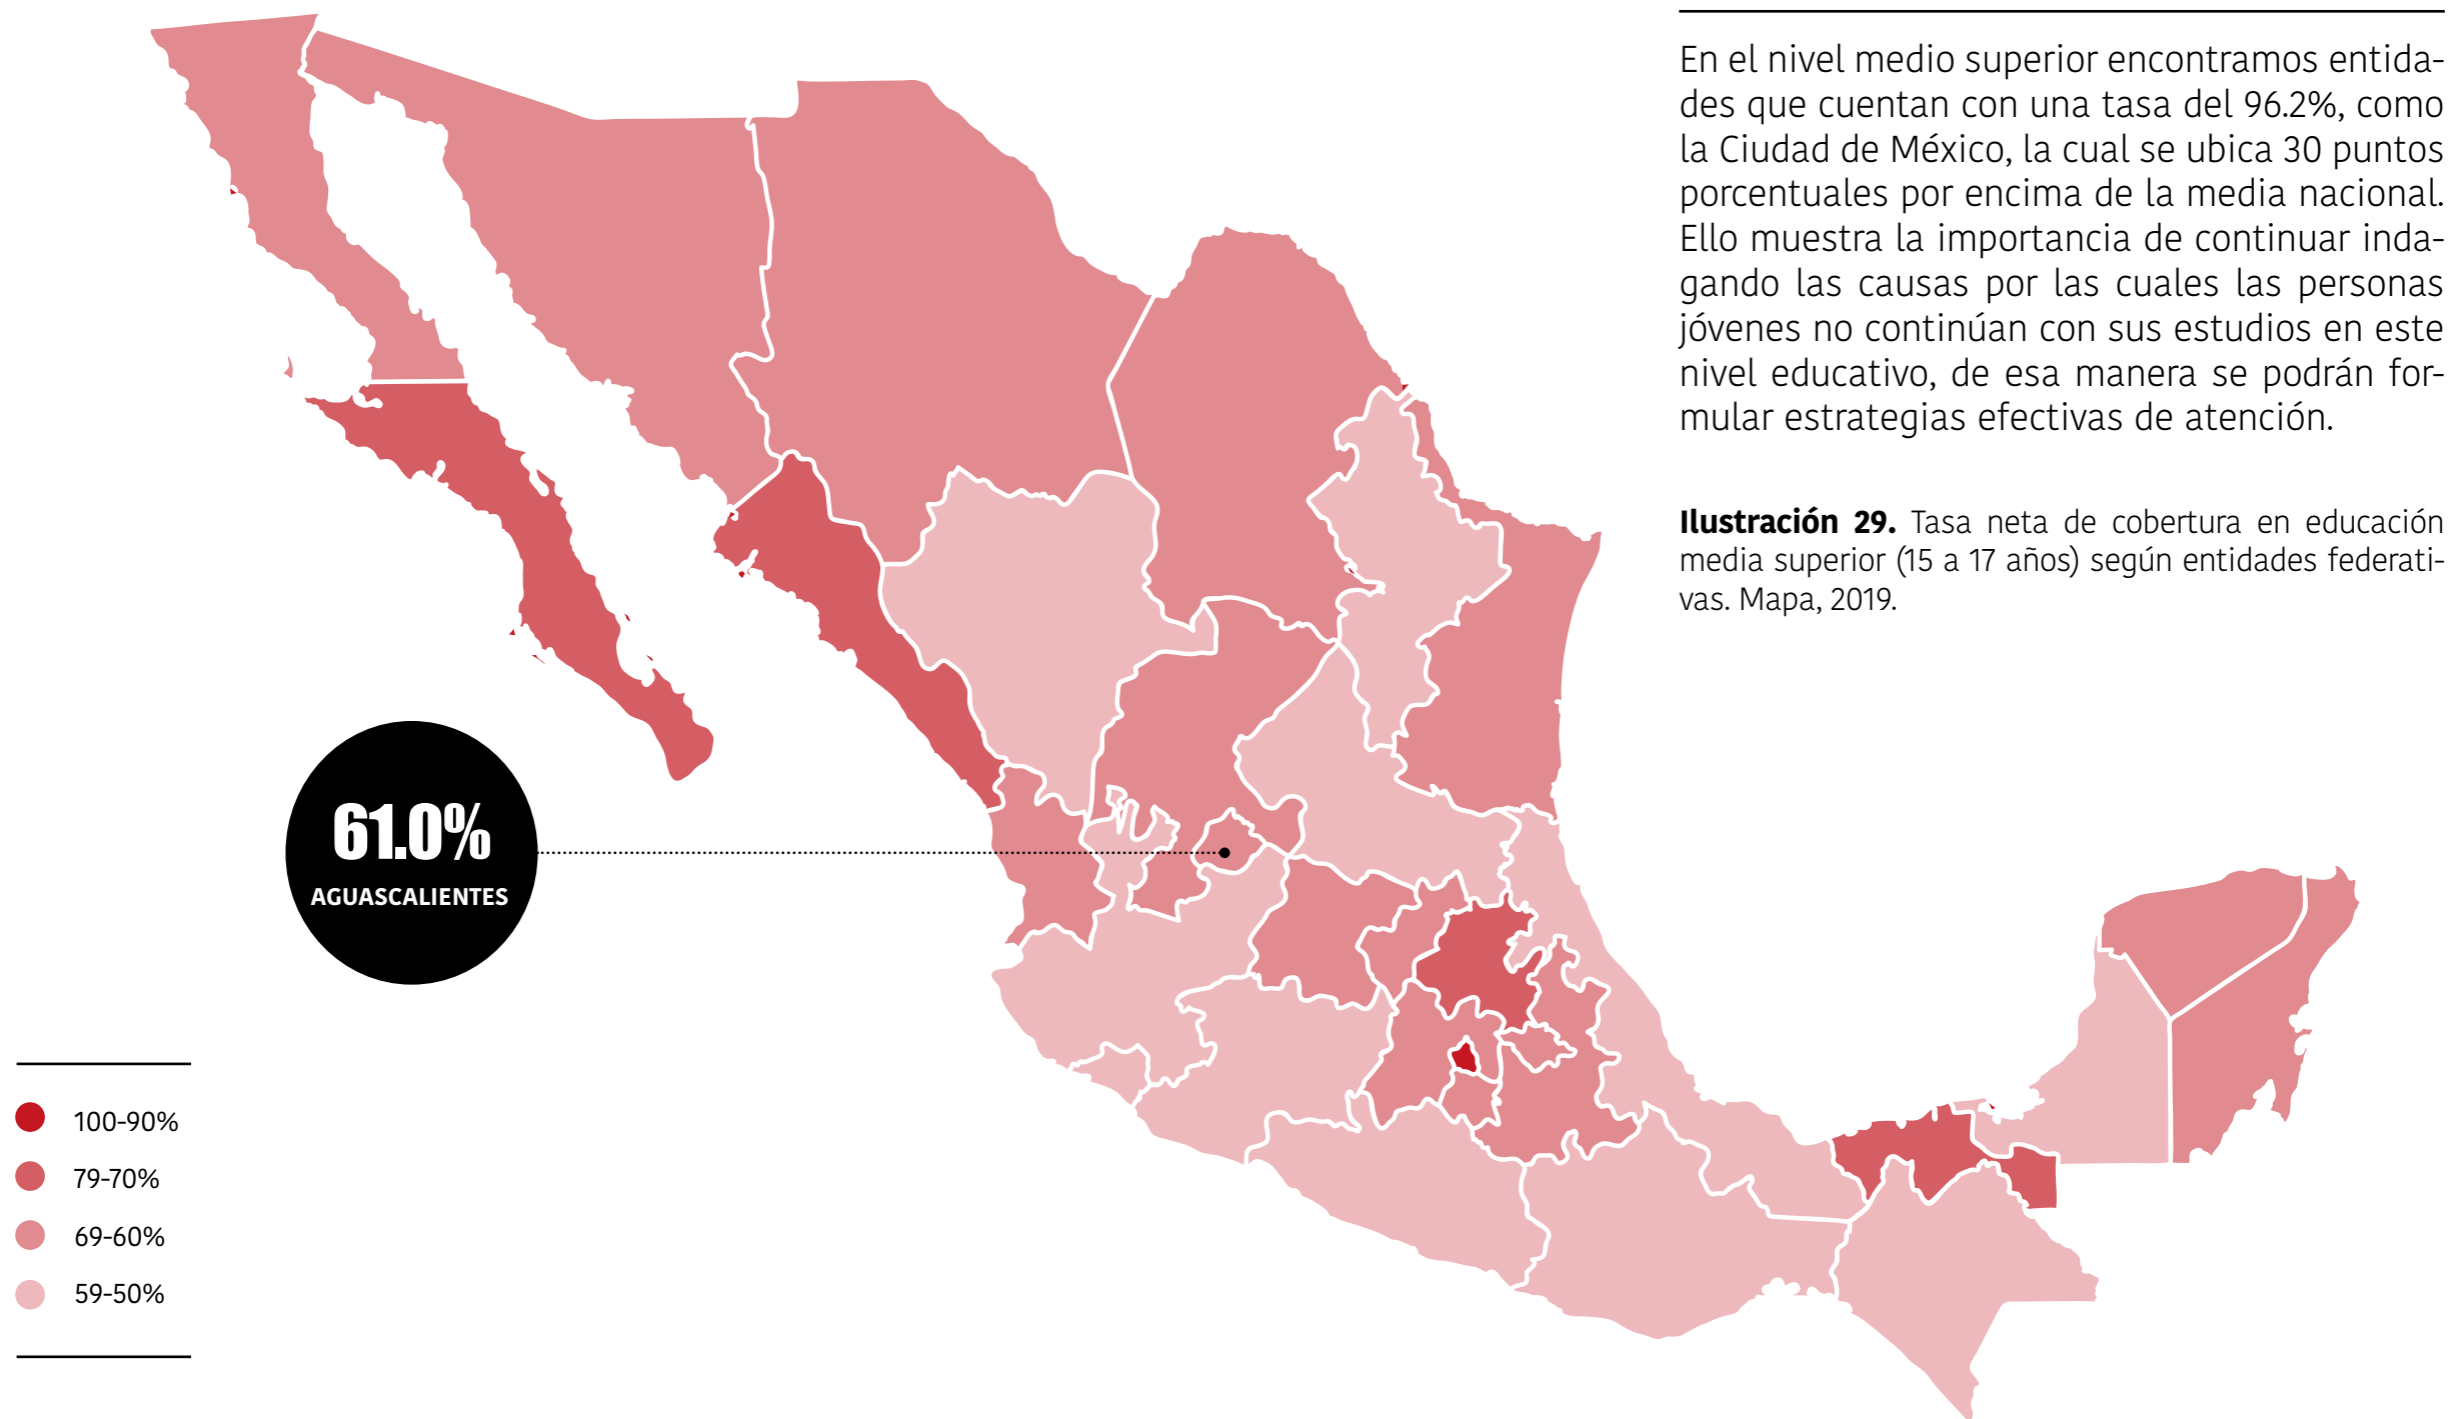 En el nivel medio superior encontramos entida-
des que cuentan con una tasa del 96.2%, como
la Ciudad de México, la cual se ubica 30 puntos
porcentuales por encima de la media nacional.
Ello muestra la importancia de continuar inda-
gando las causas por las cuales las personas
jóvenes no continúan con sus estudios en este
nivel educativo, de esa manera se podrán for-
mular estrategias efectivas de atención.
Ilustración 29. Tasa neta de cobertura en educación
media superior (15 a 17 años) según entidades federati-
vas. Mapa, 2019.
61.0%
AGUASCALIENTES
100-90%
79-70%
69-60%
59-50%